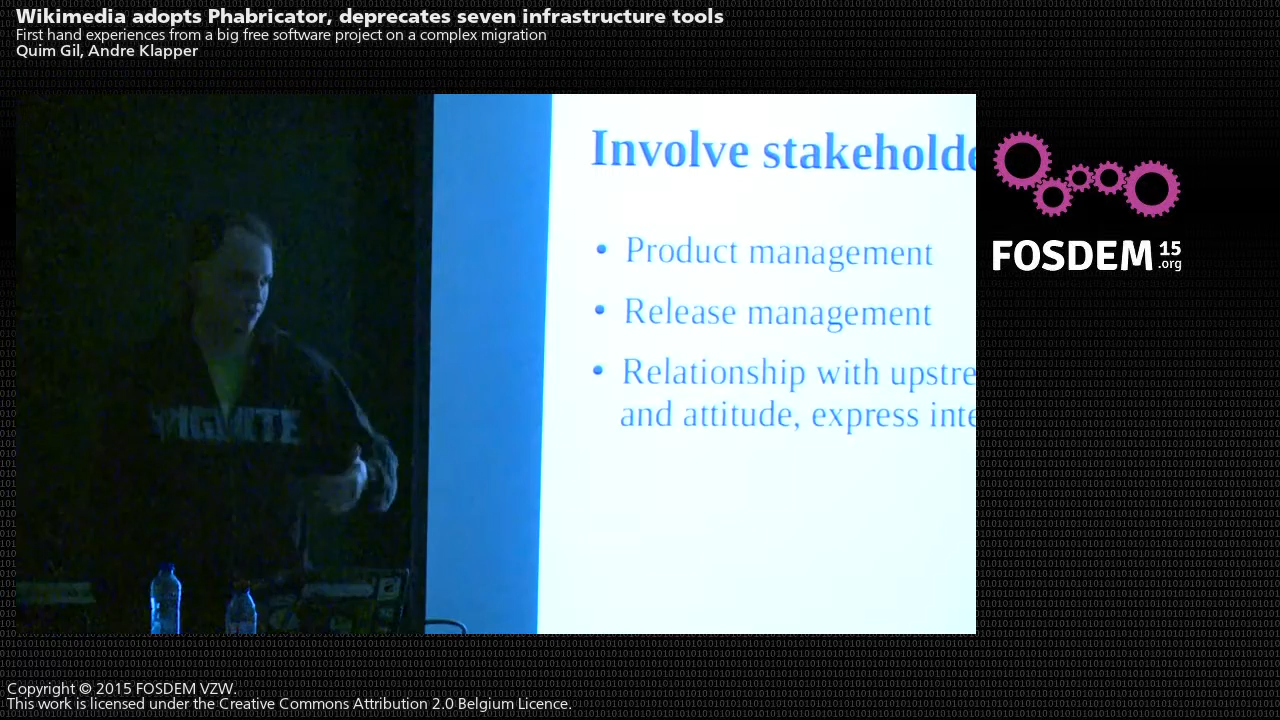 Wikimedia adopts Phabricator, deprecates seven infrastructure tools
First hand experiences from a big free software project on a complex migration
Quim Gil, Andre Klapper
Involve stakeholde
• Product management
• Release management
• Relationship with upstre
and attitude, express inte
FOSDEM 15
.org
Copyright © 2015 FOSDEM VZW.
This work is licensed under the Creative Commons Attribution 2.0 Belgium Licence.